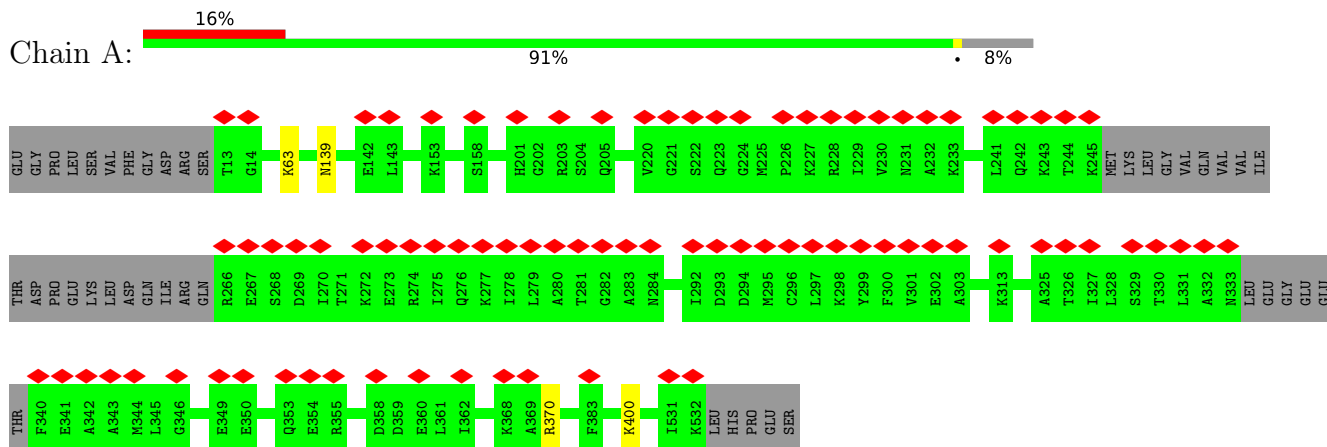 16%
Chain A:
91% • 8%
GLU GLY PRO LEU SER VAL PHE GLY ASP ARG SER T13 G14 K63 N139 E142 L143 K153 S158 H201 G202 R203 S204 Q205 V220 G221 S222 Q223 G224 M225 P226 K227 R228 I229 V230 N231 A232 K233 L241 Q242 K243 T244 K245 MET LYS LEU GLY VAL GLN VAL VAL ILE
THR ASP PRO GLU LYS LEU ASP GLN ILE ARG GLN R266 E267 S268 D269 I270 T271 K272 E273 R274 I275 Q276 K277 I278 L279 A280 T281 G282 A283 N284 I292 D293 D294 M295 C296 L297 K298 Y299 F300 V301 E302 A303 K313 A325 T326 I327 L328 S329 T330 L331 A332 N333 LEU GLU GLY GLU GLU
THR F340 E341 A342 A343 M344 L345 G346 E349 E350 Q353 E354 R355 D358 D359 E360 L361 I362 K368 A369 R370 F383 K400 I531 K532 LEU HIS PRO GLU SER